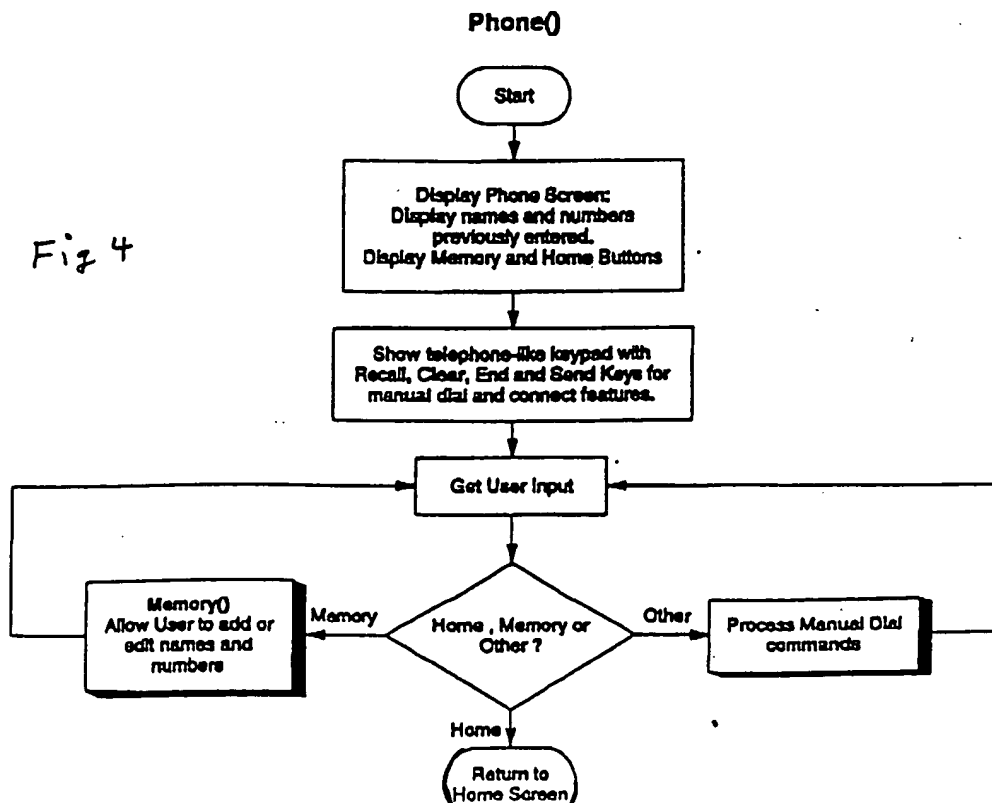 Phone()
Start
Display Phone Screen:
Display names and numbers
previously entered.
Display Memory and Home Buttons
Fig 4
Show telephone-like keypad with
Recall, Clear, End and Send Keys for
manual dial and connect features.
Get User Input
Memory()
Allow User to add or
edit names and
numbers
Memory
Home , Memory or
Other ?
Other
Process Manual Dial
commands
Home
Return to
Home Screen